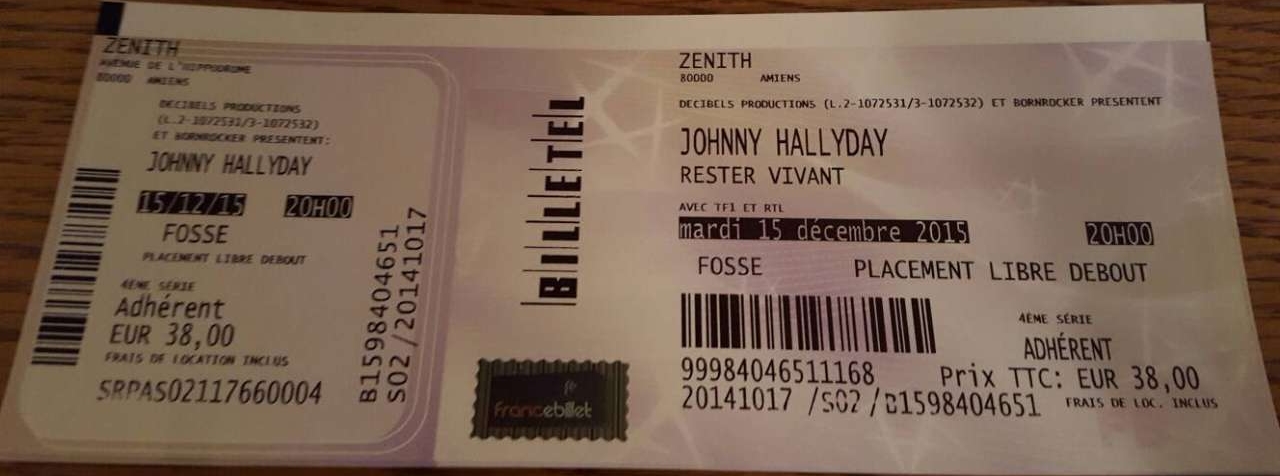 ZENITH
AVENUE DE L'HIPPODROME
80000 AMIENS
DECIBELS PRODUCTIONS
(L.2-1072531/3-1072532)
ET BORNROCKER PRESENTENT:
JOHNNY HALLYDAY
15/12/15 20H00
FOSSE
PLACEMENT LIBRE DEBOUT
4EME SÉRIE
Adhérent
EUR 38,00
FRAIS DE LOCATION INCLUS
SRPAS02117660004
B1598404651
S02/20141017
BILLETEL
francebillet
ZENITH
80000 AMIENS
DECIBELS PRODUCTIONS (L.2-1072531/3-1072532) ET BORNROCKER PRESENTENT
JOHNNY HALLYDAY
RESTER VIVANT
AVEC TF1 ET RTL
mardi 15 décembre 2015 20H00
FOSSE PLACEMENT LIBRE DEBOUT
4EME SÉRIE
ADHÉRENT
99984046511168 Prix TTC: EUR 38,00
20141017 /S02/B1598404651 FRAIS DE LOC. INCLUS